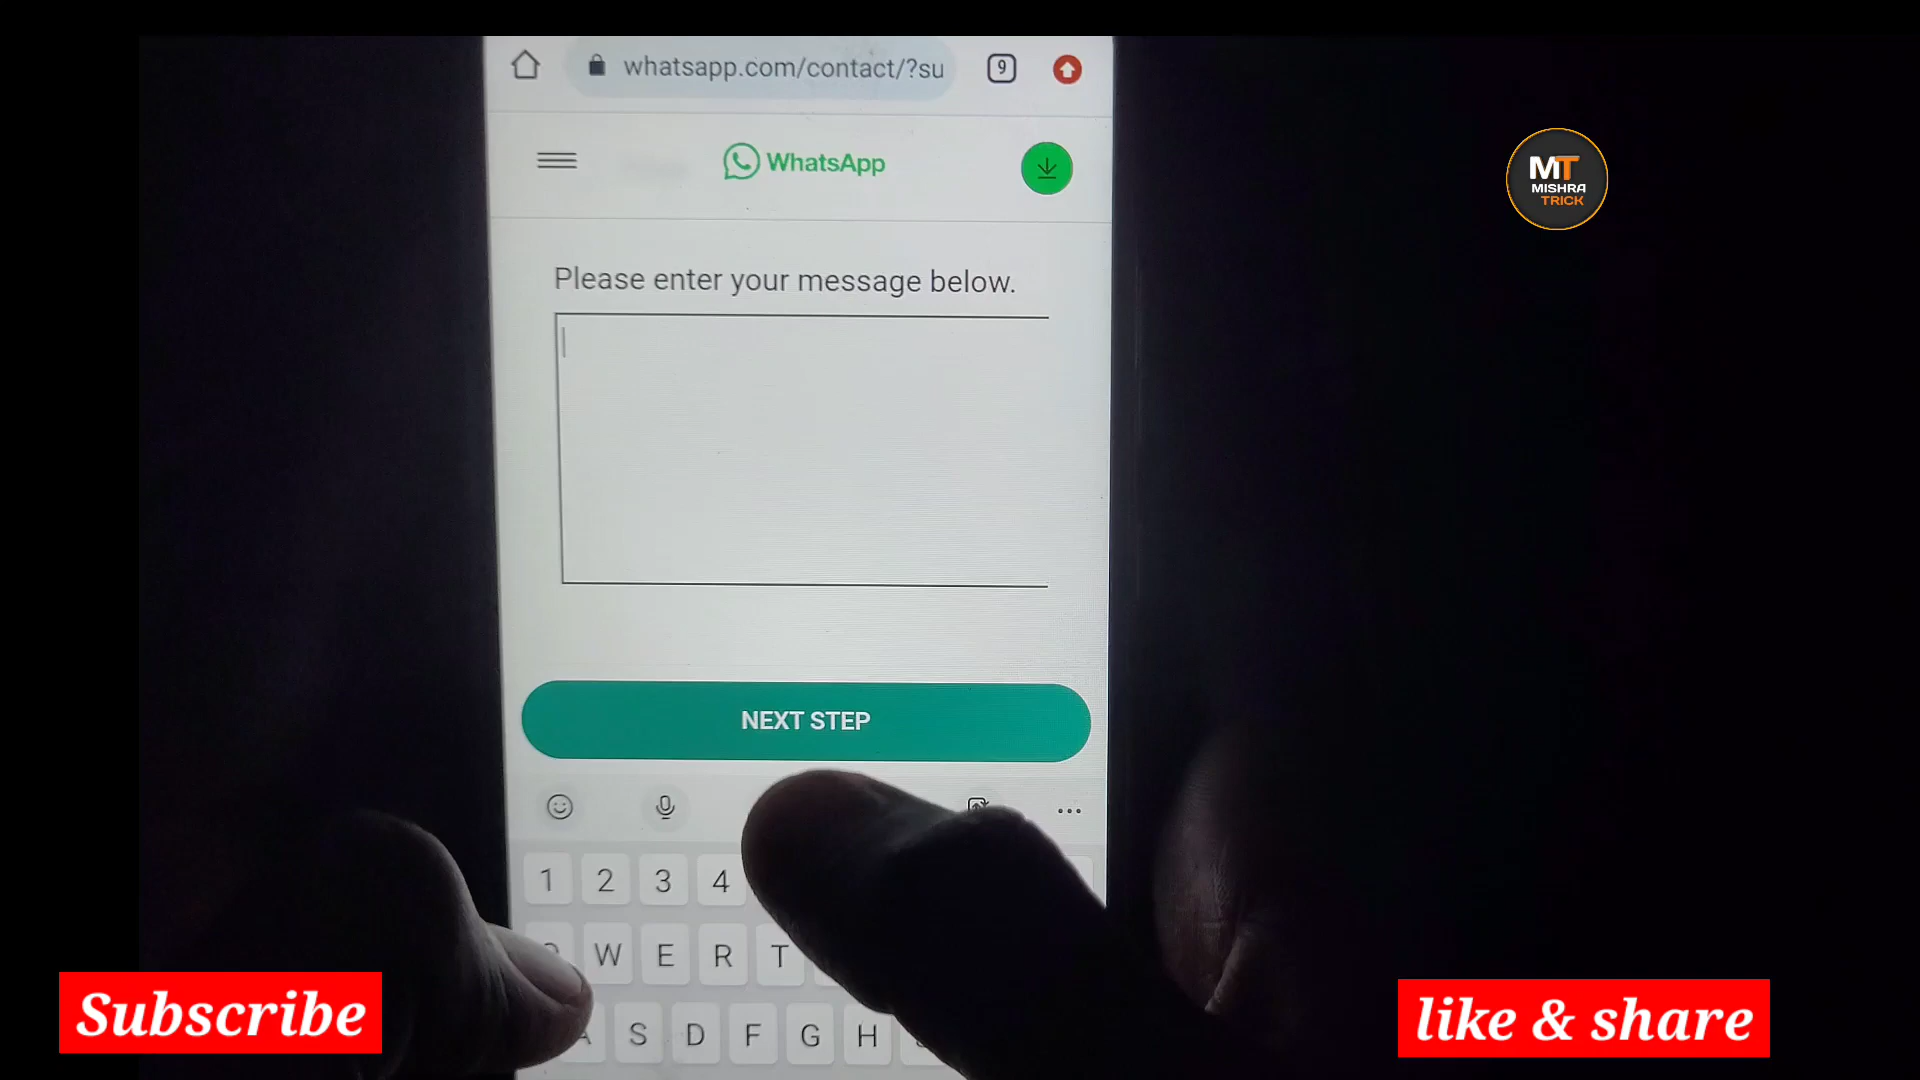 whatsapp.com/contact/?su
9
WhatsApp
MT
MISHRA
TRICK
Please enter your message below.
NEXT STEP
1 2 3 4
W E R T
A S D F G H
Subscribe
like & share